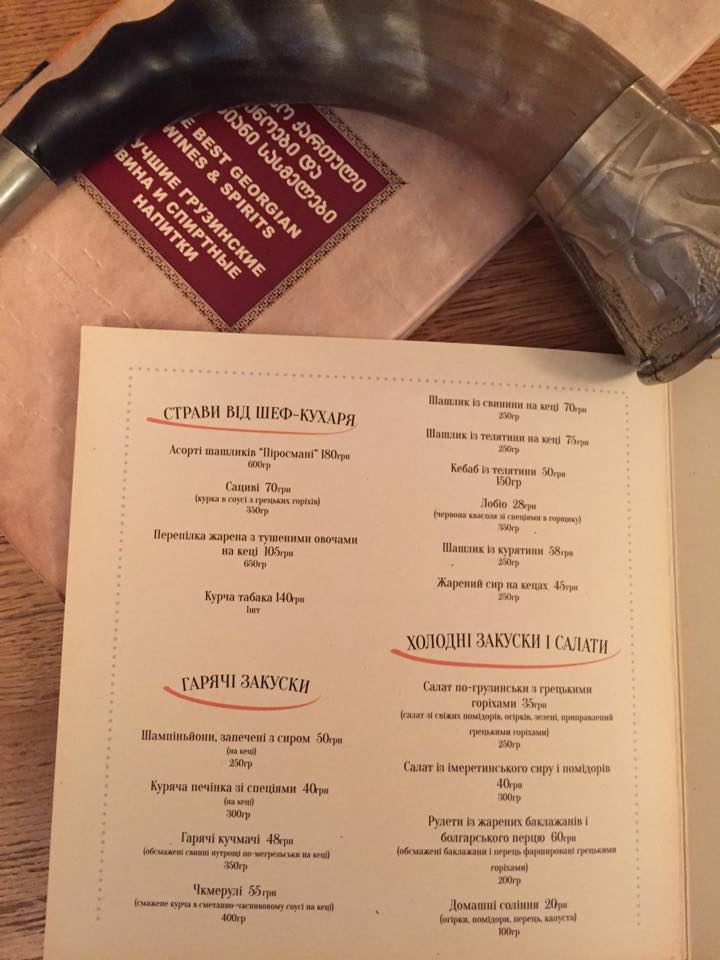 ქართული
და
სასმელები
BEST GEORGIAN
WINES & SPIRITS
ГРУЗИНСКИЕ
ВИНА И СПИРТНЫЕ
НАПИТКИ
СТРАВИ ВІД ШЕФ-КУХАРЯ
Асорті шашликів "Піросмані" 180грн
600гр
Сациві 70грн
(курка в соусі з грецьких горіхів)
350гр
Перепілка жарена з тушеними овочами
на кеці 105грн
650гр
Курча табака 140грн
1шт
ГАРЯЧІ ЗАКУСКИ
Шампіньйони, запечені з сиром 50грн
(на кеці)
250гр
Куряча печінка зі спеціями 40грн
(на кеці)
300гр
Гарячі кучмачі 48грн
(обсмажені свинні нутрощі по-мегрельськи на кеці)
350гр
Чкмерулі 55грн
(смажене курча в сметанно-часниковому соусі на кеці)
400гр
Шашлик із свинини на кеці 70грн
250гр
Шашлик із телятини на кеці 75грн
250гр
Кебаб із телятини 50грн
150гр
Лобіо 28грн
(червона квасоля зі спеціями в горщику)
350гр
Шашлик із курятини 58грн
250гр
Жарений сир на кецах 45грн
250гр
ХОЛОДНІ ЗАКУСКИ І САЛАТИ
Салат по-грузинськи з грецькими
горіхами 35грн
(салат зі свіжих помідорів, огірків, зелені, приправлений
грецькими горіхами)
250гр
Салат із імеретинського сиру і помідорів
40грн
300гр
Рулети із жарених баклажанів і
болгарського перцю 60грн
(обсмажені баклажани і перець фаршировані грецькими
горіхами)
200гр
Домашні соління 20грн
(огірки, помідори, перець, капуста)
100гр